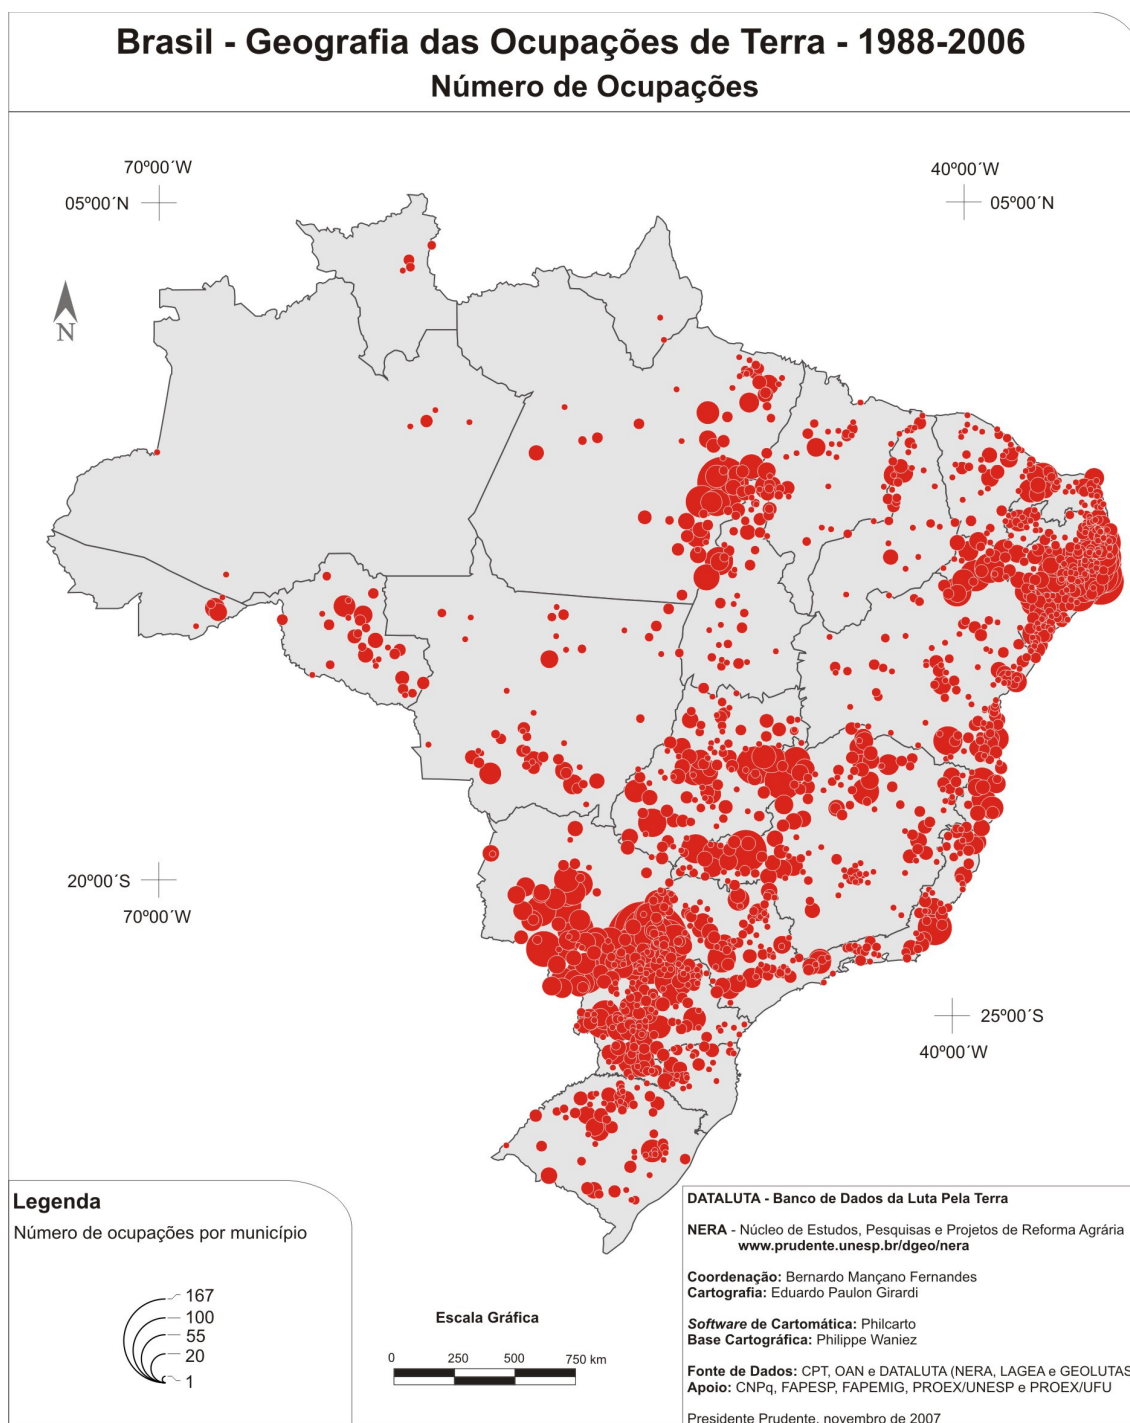 Brasil - Geografia das Ocupações de Terra - 1988-2006
Número de Ocupações
70º00´W
05º00´N
40º00´W
05º00´N
N
20º00´S
70º00´W
25º00´S
40º00´W
Legenda
Número de ocupações por município
167
100
55
20
1
Escala Gráfica
0 250 500 750 km
DATALUTA - Banco de Dados da Luta Pela Terra
NERA - Núcleo de Estudos, Pesquisas e Projetos de Reforma Agrária
www.prudente.unesp.br/dgeo/nera
Coordenação: Bernardo Mançano Fernandes
Cartografia: Eduardo Paulon Girardi
Software de Cartomática: Philcarto
Base Cartográfica: Philippe Waniez
Fonte de Dados: CPT, OAN e DATALUTA (NERA, LAGEA e GEOLUTAS
Apoio: CNPq, FAPESP, FAPEMIG, PROEX/UNESP e PROEX/UFU
Presidente Prudente, novembro de 2007